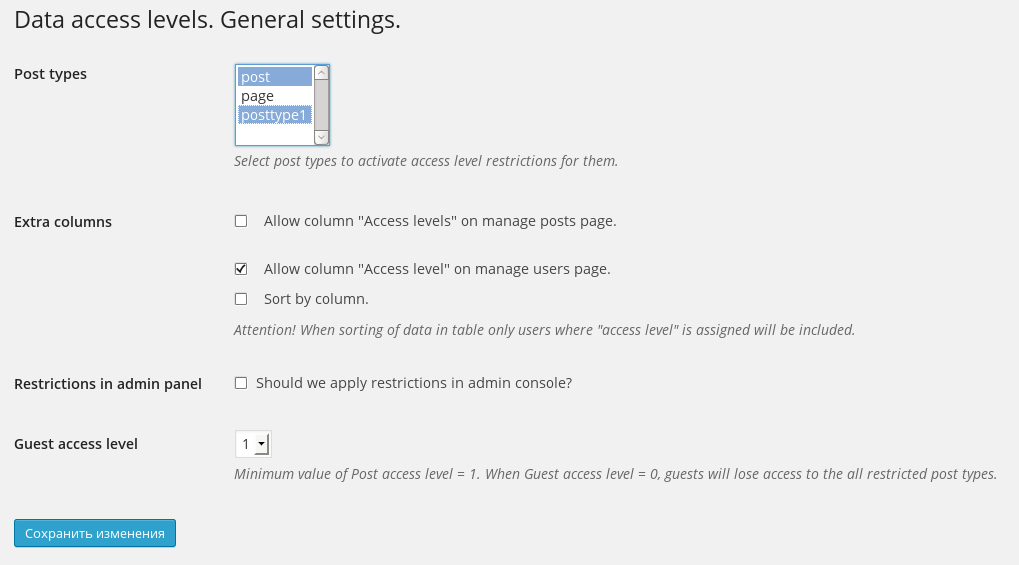 Data access levels. General settings.
Post types
post
page
posttype1
Select post types to activate access level restrictions for them.
Extra columns
Allow column "Access levels" on manage posts page.
Allow column "Access level" on manage users page.
Sort by column.
Attention! When sorting of data in table only users where "access level" is assigned will be included.
Restrictions in admin panel
Should we apply restrictions in admin console?
Guest access level
1
Minimum value of Post access level = 1. When Guest access level = 0, guests will lose access to the all restricted post types.
Сохранить изменения